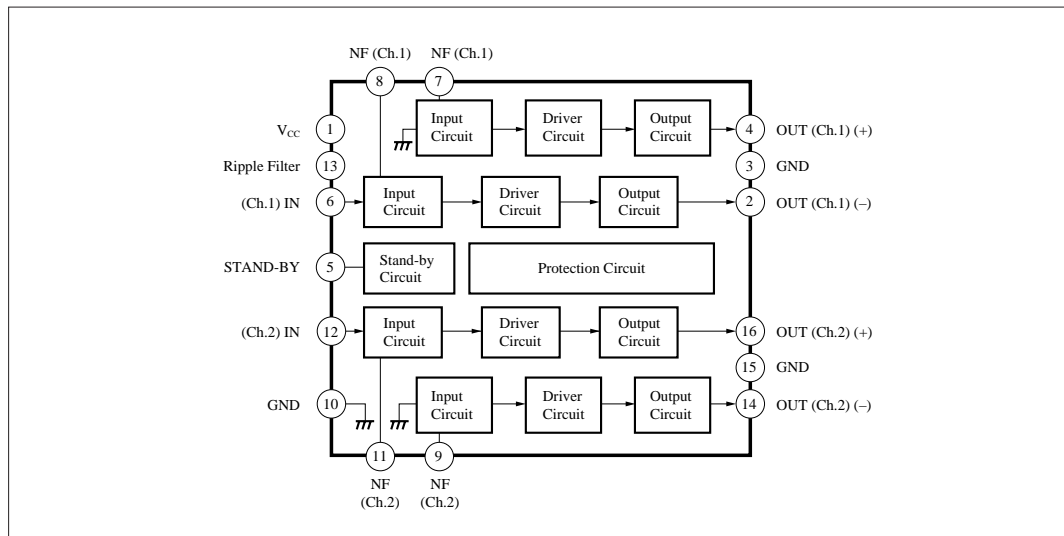 NF (Ch.1)
NF (Ch.1)
8
7
Input
Circuit
Driver
Circuit
Output
Circuit
VCC
1
4
OUT (Ch.1) (+)
Ripple Filter
13
3
GND
(Ch.1) IN
6
Input
Circuit
Driver
Circuit
Output
Circuit
2
OUT (Ch.1) (–)
STAND-BY
5
Stand-by
Circuit
Protection Circuit
(Ch.2) IN
12
Input
Circuit
Driver
Circuit
Output
Circuit
16
OUT (Ch.2) (+)
15
GND
GND
10
Input
Circuit
Driver
Circuit
Output
Circuit
14
OUT (Ch.2) (–)
11
9
NF
(Ch.2)
NF
(Ch.2)